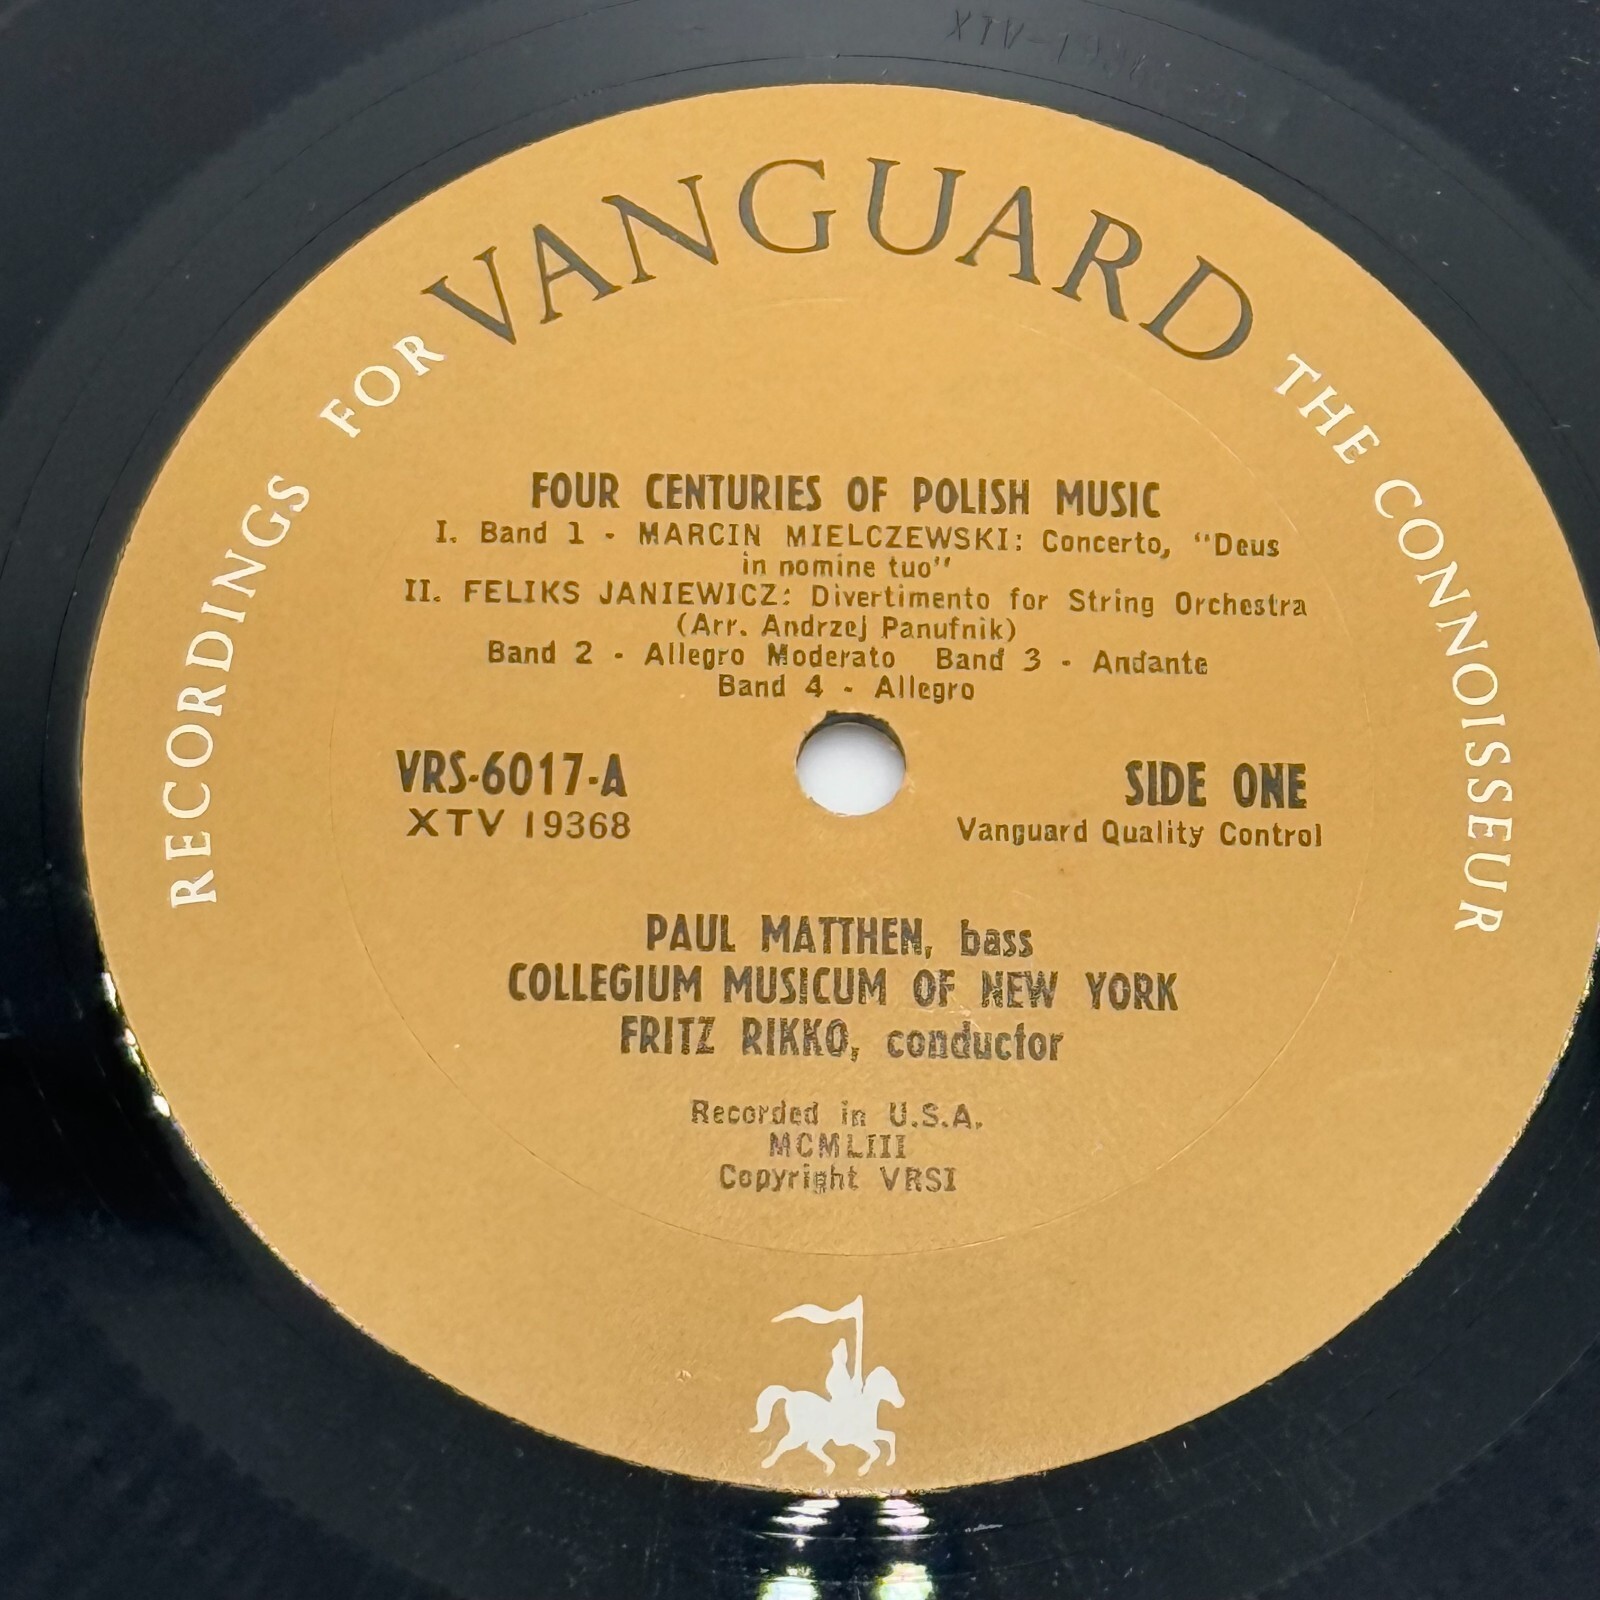 RECORDINGS FOR VANGUARD THE CONNOISSEUR
FOUR CENTURIES OF POLISH MUSIC
I. Band 1 - MARCIN MIELCZEWSKI: Concerto, "Deus
in nomine tuo"
II. FELIKS JANIEWICZ: Divertimento for String Orchestra
(Arr. Andrzej Panufnik)
Band 2 - Allegro Moderato Band 3 - Andante
Band 4 - Allegro
VRS-6017-A
XTV 19368
SIDE ONE
Vanguard Quality Control
PAUL MATTHEN, bass
COLLEGIUM MUSICUM OF NEW YORK
FRITZ RIKKO, conductor
Recorded in U.S.A.
MCMLIII
Copyright VRSI